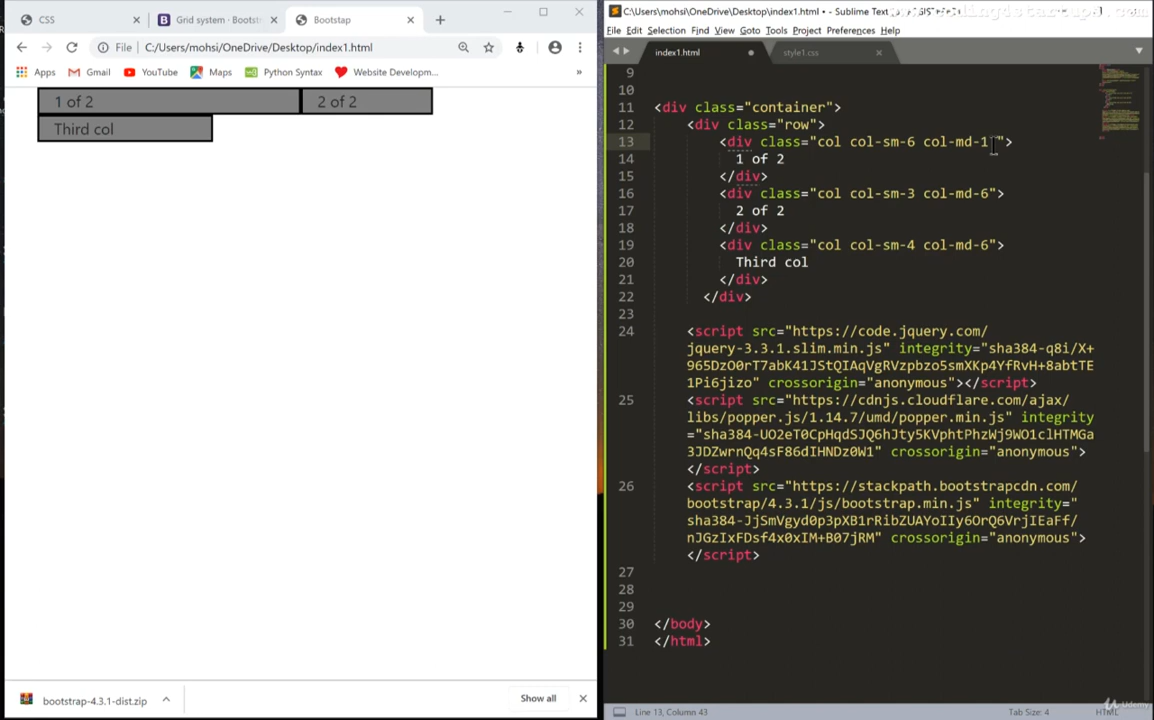 CSS
Grid system · Bootst
Bootstap
File
C:/Users/mohsi/OneDrive/Desktop/index1.html
Apps
Gmail
YouTube
Maps
Python Syntax
Website Developm...
»
1 of 2
2 of 2
Third col
bootstrap-4.3.1-dist.zip
Show all
C:\Users\mohsi\OneDrive\Desktop\index1.html • - Sublime Text
File Edit Selection Find View Goto Tools Project Preferences Help
index1.html
style1.css
9
10
11 <div class="container">
12 <div class="row">
13 <div class="col col-sm-6 col-md-1 ">
14 1 of 2
15 </div>
16 <div class="col col-sm-3 col-md-6">
17 2 of 2
18 </div>
19 <div class="col col-sm-4 col-md-6">
20 Third col
21 </div>
22 </div>
23
24 <script src="https://code.jquery.com/
jquery-3.3.1.slim.min.js" integrity="sha384-q8i/X+
965DzO0rT7abK41JStQIAqVgRVzpbzo5smXKp4YfRvH+8abtTE
1Pi6jizo" crossorigin="anonymous"></script>
25 <script src="https://cdnjs.cloudflare.com/ajax/
libs/popper.js/1.14.7/umd/popper.min.js" integrity
="sha384-UO2eT0CpHqdSJQ6hJty5KVphtPhzWj9WO1clHTMGa
3JDZwrnQq4sF86dIHNDz0W1" crossorigin="anonymous">
</script>
26 <script src="https://stackpath.bootstrapcdn.com/
bootstrap/4.3.1/js/bootstrap.min.js" integrity="
sha384-JjSmVgyd0p3pXB1rRibZUAYoIIy6OrQ6VrjIEaFf/
nJGzIxFDsf4x0xIM+B07jRM" crossorigin="anonymous">
</script>
27
28
29
30 </body>
31 </html>
Line 13, Column 43
Tab Size: 4
HTML
Udemy